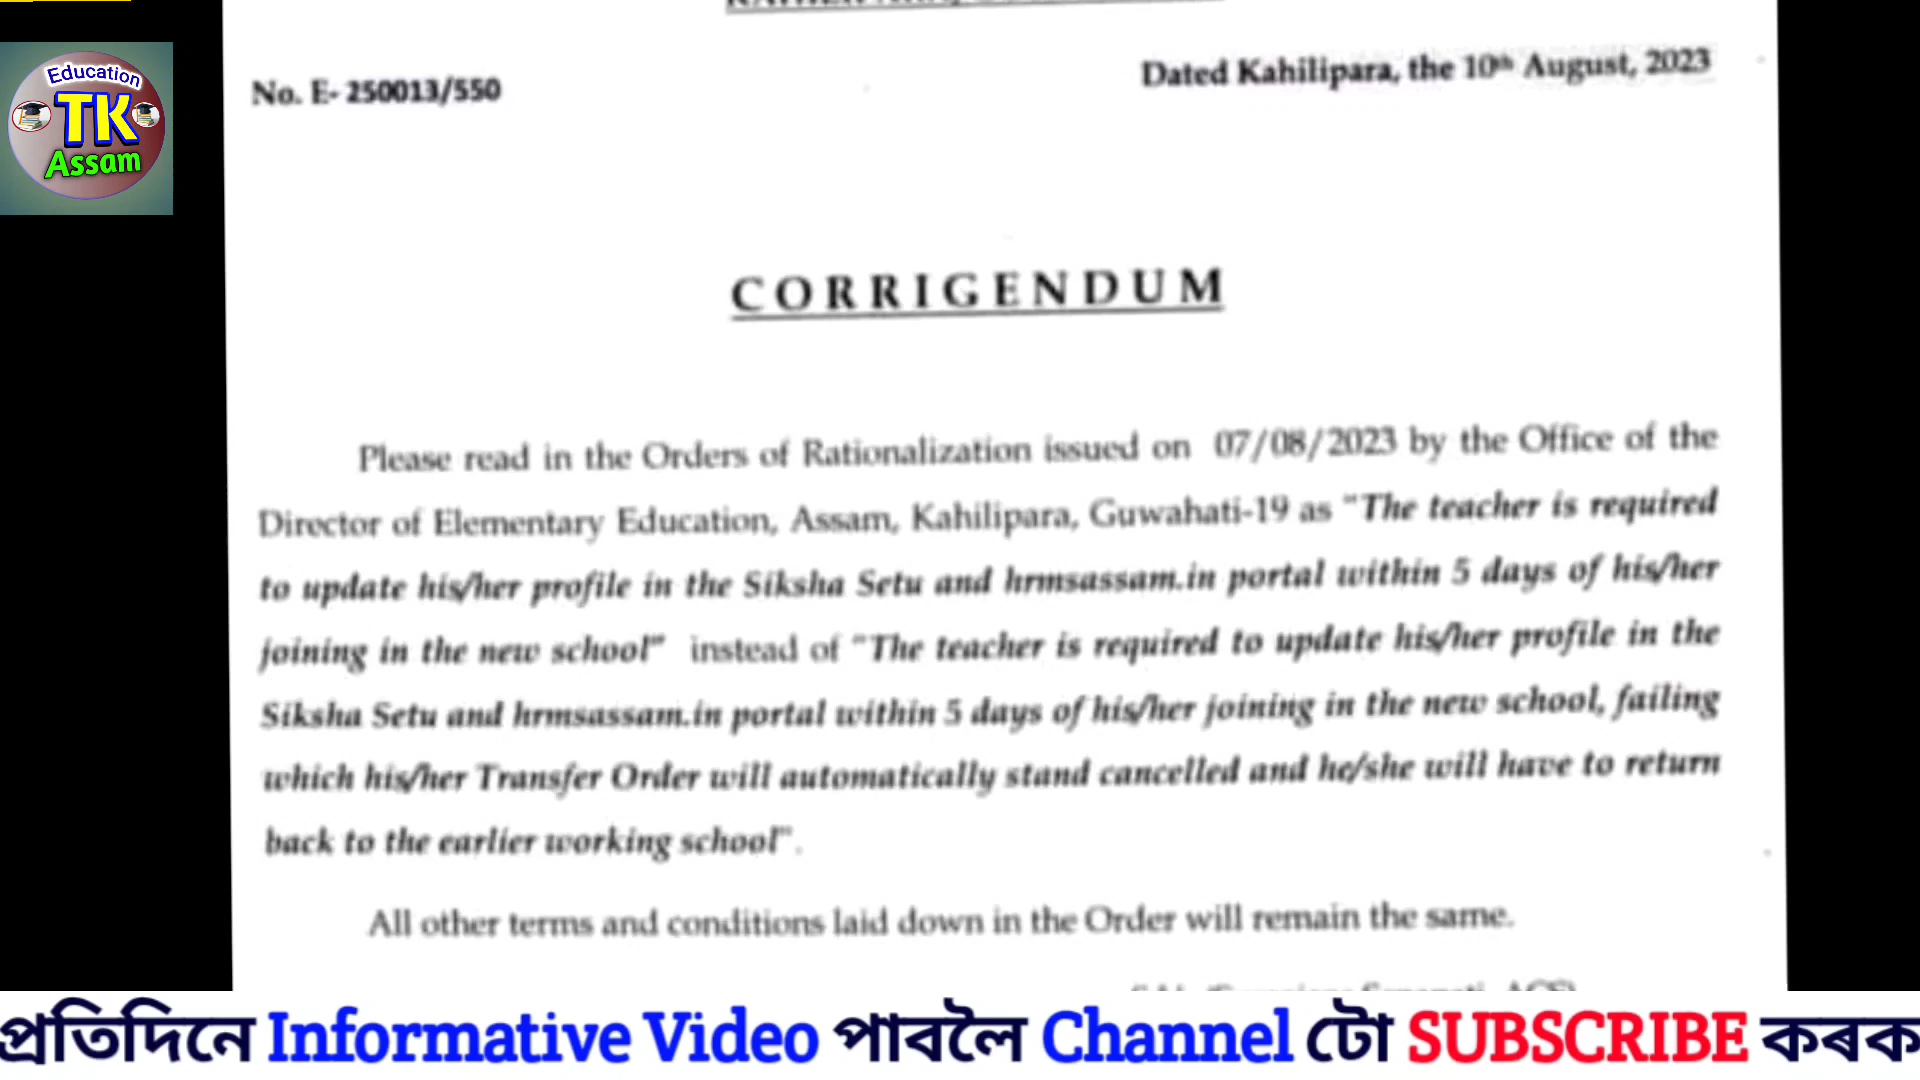 Education
TK
Assam
No. E- 250013/550
Dated Kahilipara, the 10th August, 2023
CORRIGENDUM
Please read in the Orders of Rationalization issued on 07/08/2023 by the Office of the
Director of Elementary Education, Assam, Kahilipara, Guwahati-19 as "The teacher is required
to update his/her profile in the Siksha Setu and hrmsassam.in portal within 5 days of his/her
joining in the new school" instead of "The teacher is required to update his/her profile in the
Siksha Setu and hrmsassam.in portal within 5 days of his/her joining in the new school, failing
which his/her Transfer Order will automatically stand cancelled and he/she will have to return
back to the earlier working school".
All other terms and conditions laid down in the Order will remain the same.
প্ৰতিদিনে Informative Video পাবলৈ Channel টো SUBSCRIBE কৰক